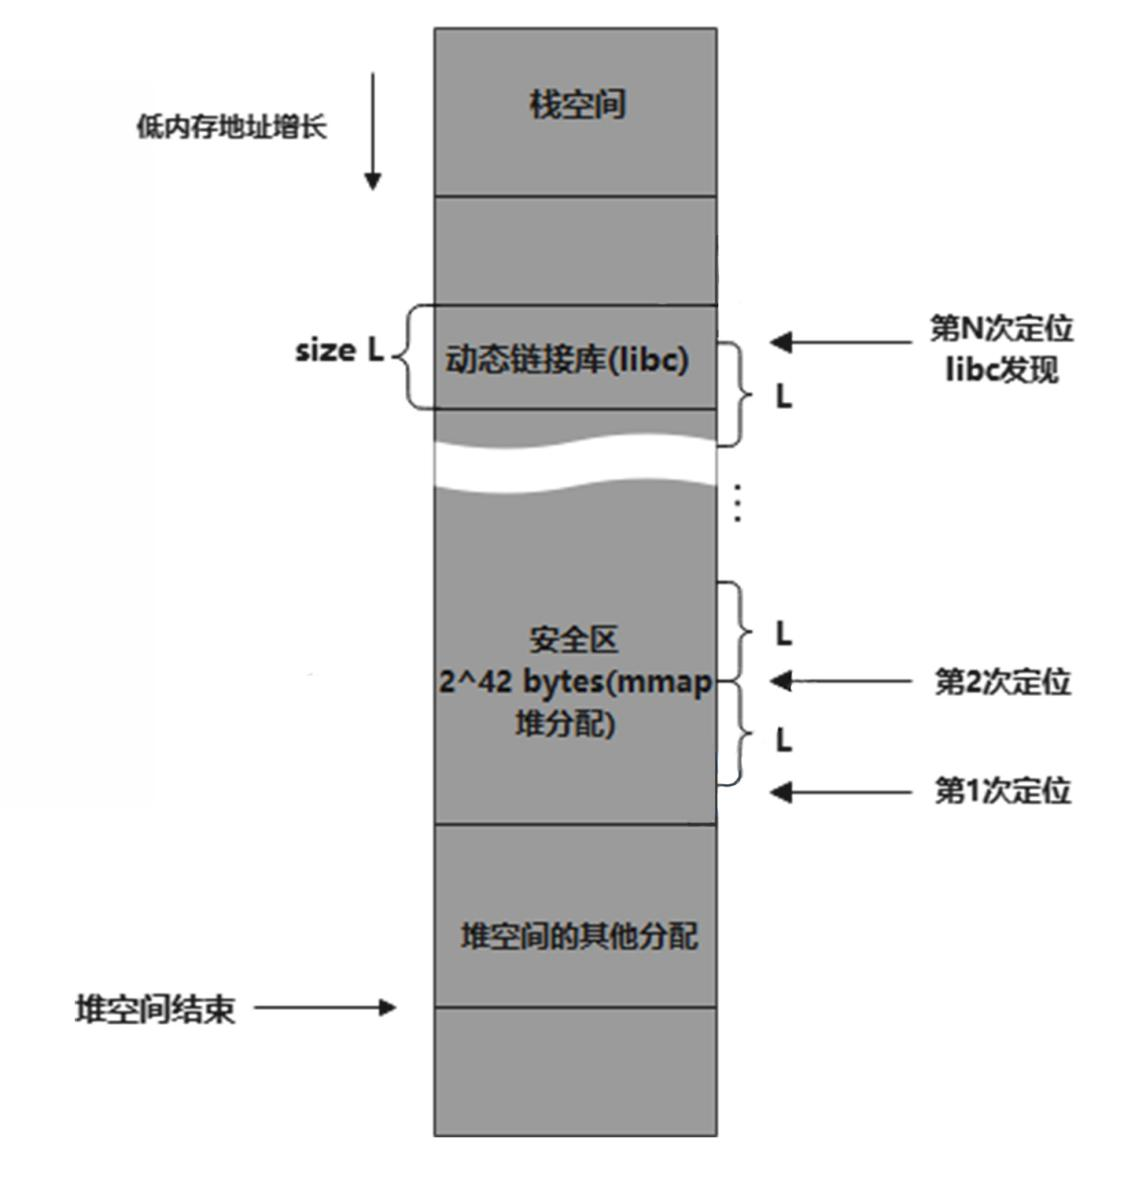 栈空间
低内存地址增长
size L
动态链接库(libc)
第N次定位
libc发现
L
L
安全区
2^42 bytes(mmap
堆分配)
第2次定位
L
第1次定位
堆空间的其他分配
堆空间结束